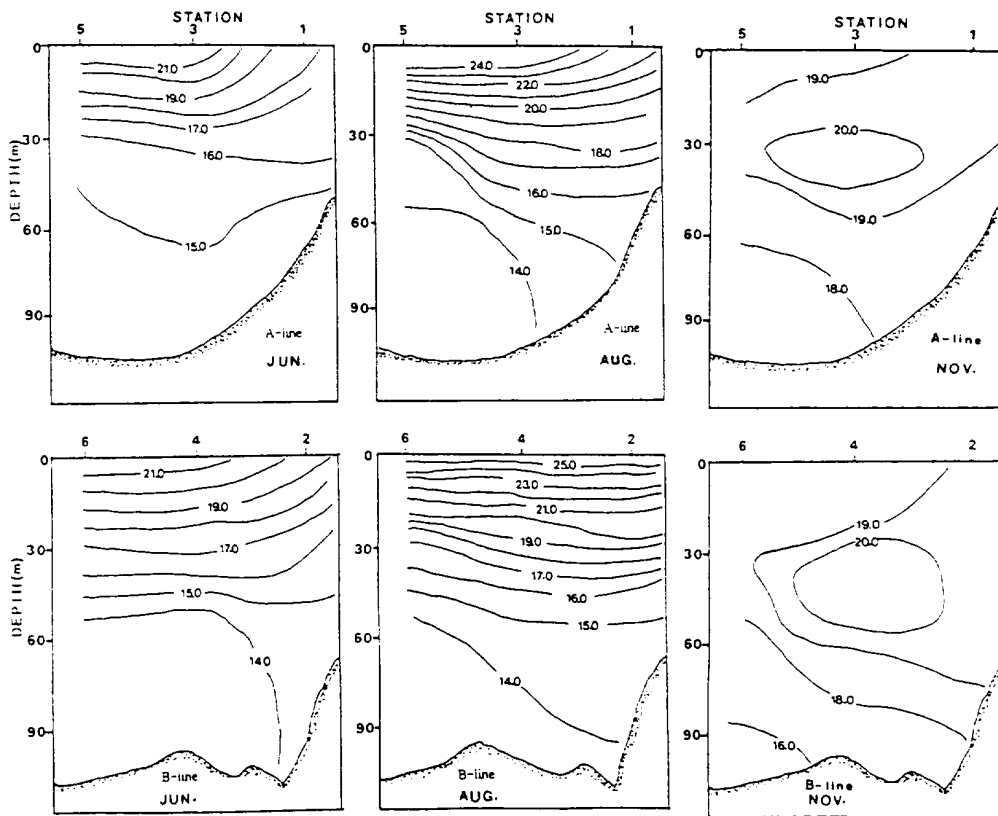 STATION
STATION
STATION
5 3 1
5 3 1
5 3 1
0
30
60
90
DEPTH(m)
21.0
19.0
17.0
16.0
15.0
A-line
JUN.
0
30
60
90
24.0
22.0
20.0
18.0
16.0
15.0
14.0
A-line
AUG.
0
30
60
90
19.0
20.0
19.0
18.0
A-line
NOV.
6 4 2
6 4 2
6 4 2
0
30
60
90
DEPTH(m)
21.0
19.0
17.0
15.0
14.0
B-line
JUN.
0
30
60
90
25.0
23.0
21.0
19.0
17.0
16.0
15.0
14.0
B-line
AUG.
0
30
60
90
19.0
20.0
18.0
16.0
B-line
NOV.